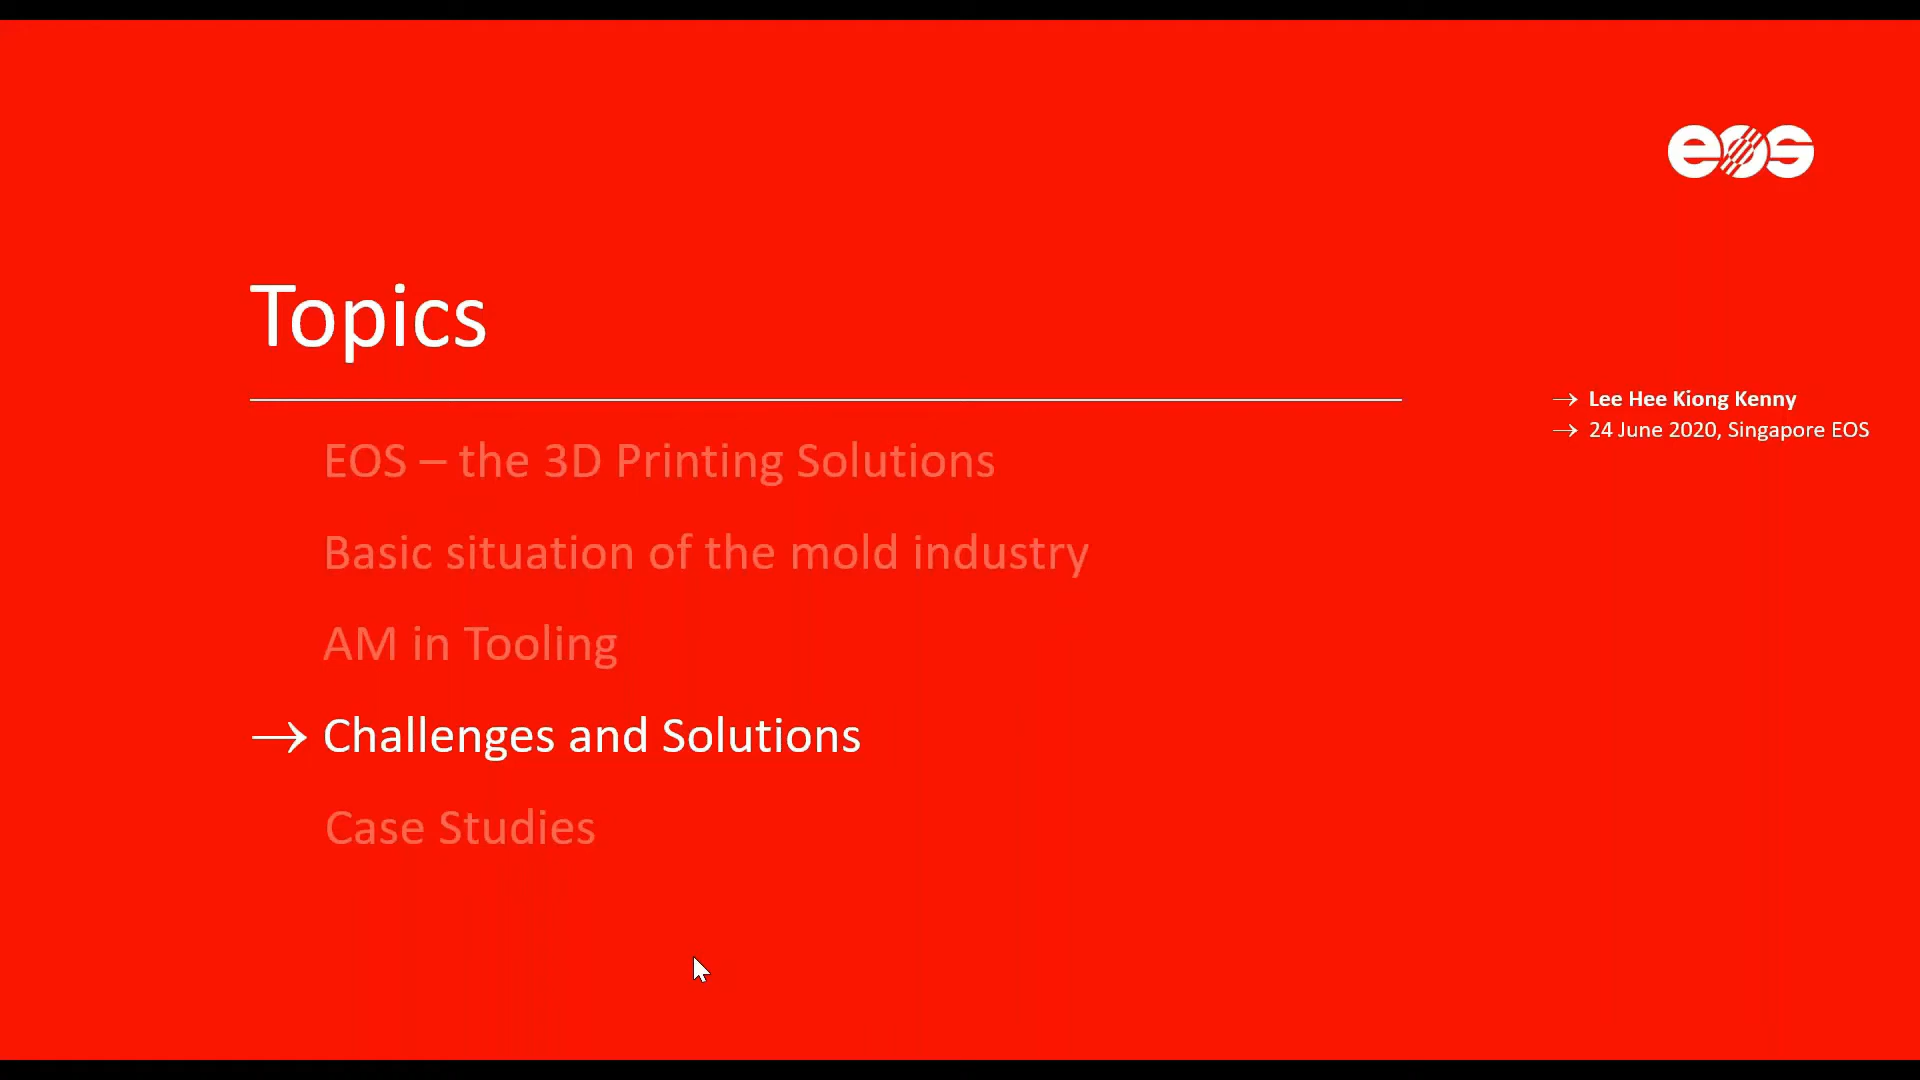 eos
Topics
→ Lee Hee Kiong Kenny
→ 24 June 2020, Singapore EOS
EOS – the 3D Printing Solutions
Basic situation of the mold industry
AM in Tooling
→ Challenges and Solutions
Case Studies